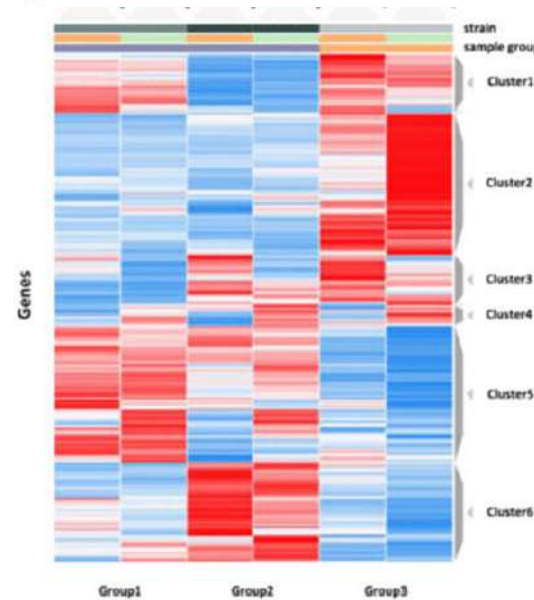 strain
sample group
Cluster1
Cluster2
Cluster3
Cluster4
Cluster5
Cluster6
Genes
Group1 Group2 Group3